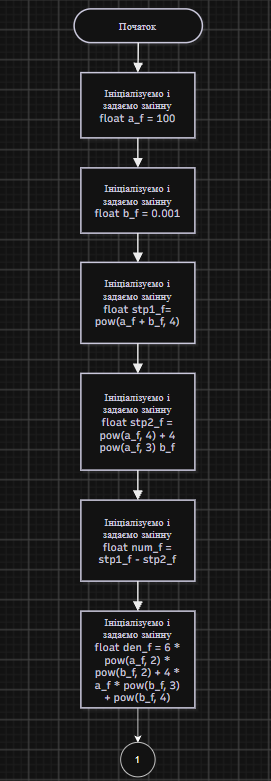 Початок
Ініціалізуємо і
задаємо змінну
float a_f = 100
Ініціалізуємо і
задаємо змінну
float b_f = 0.001
Ініціалізуємо і
задаємо змінну
float stp1_f=
pow(a_f + b_f, 4)
Ініціалізуємо і
задаємо змінну
float stp2_f =
pow(a_f, 4) + 4
pow(a_f, 3) b_f
Ініціалізуємо і
задаємо змінну
float num_f =
stp1_f - stp2_f
Ініціалізуємо і
задаємо змінну
float den_f = 6 *
pow(a_f, 2) *
pow(b_f, 2) + 4 *
a_f * pow(b_f, 3)
+ pow(b_f, 4)
1